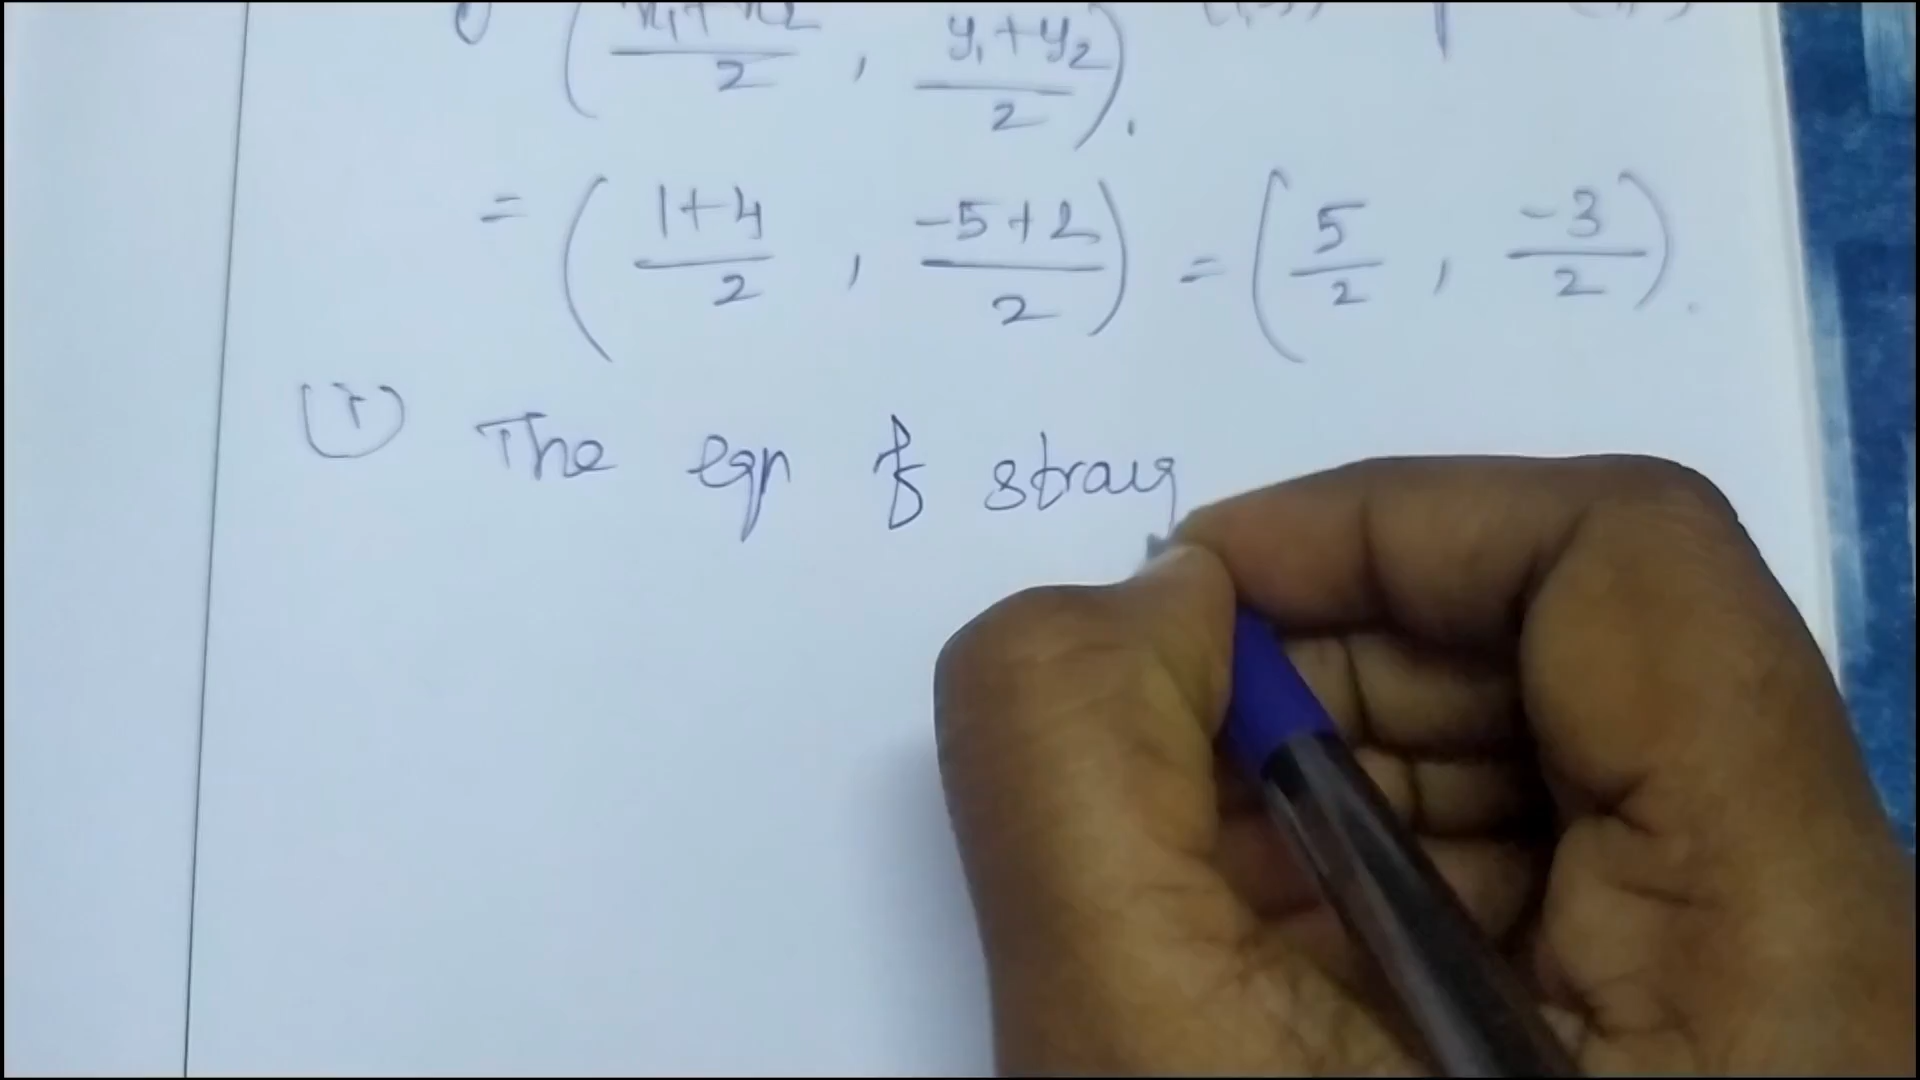 ( x₁+x₂ / 2 , y₁+y₂ / 2 ).
= ( 1+4 / 2 , -5+2 / 2 ) = ( 5 / 2 , -3 / 2 ).
(i) The eqn of straig